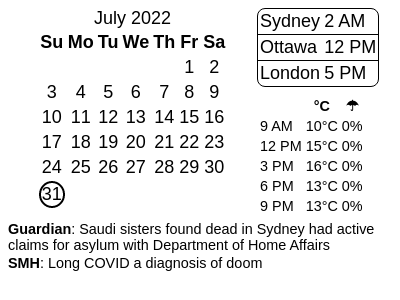 July 2022
Su Mo Tu We Th Fr Sa
1 2
3 4 5 6 7 8 9
10 11 12 13 14 15 16
17 18 19 20 21 22 23
24 25 26 27 28 29 30
31
Sydney 2 AM
Ottawa 12 PM
London 5 PM
°C ☂
9 AM 10°C 0%
12 PM 15°C 0%
3 PM 16°C 0%
6 PM 13°C 0%
9 PM 13°C 0%
Guardian: Saudi sisters found dead in Sydney had active
claims for asylum with Department of Home Affairs
SMH: Long COVID a diagnosis of doom